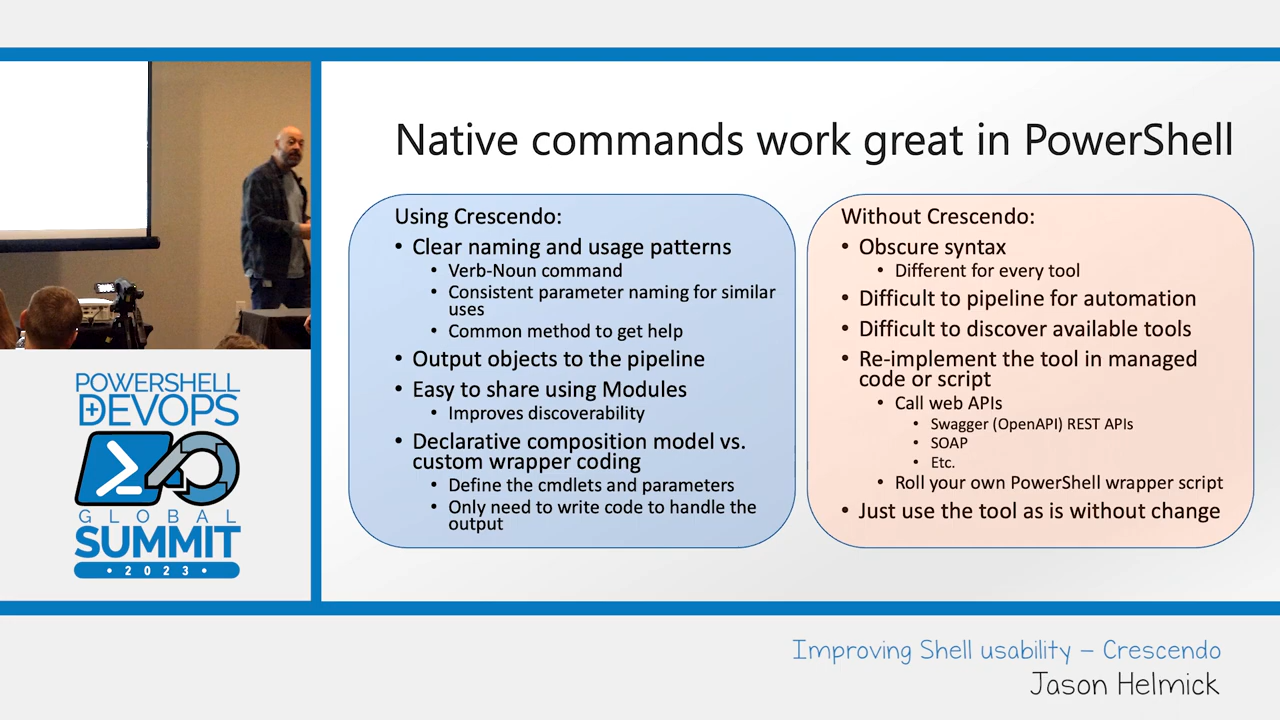 Native commands work great in PowerShell
Using Crescendo:
• Clear naming and usage patterns
• Verb-Noun command
• Consistent parameter naming for similar
uses
• Common method to get help
• Output objects to the pipeline
• Easy to share using Modules
• Improves discoverability
• Declarative composition model vs.
custom wrapper coding
• Define the cmdlets and parameters
• Only need to write code to handle the
output
Without Crescendo:
• Obscure syntax
• Different for every tool
• Difficult to pipeline for automation
• Difficult to discover available tools
• Re-implement the tool in managed
code or script
• Call web APIs
• Swagger (OpenAPI) REST APIs
• SOAP
• Etc.
• Roll your own PowerShell wrapper script
• Just use the tool as is without change
POWERSHELL
+DEVOPS
GLOBAL
SUMMIT
• 2023 •
Improving Shell usability – Crescendo
Jason Helmick